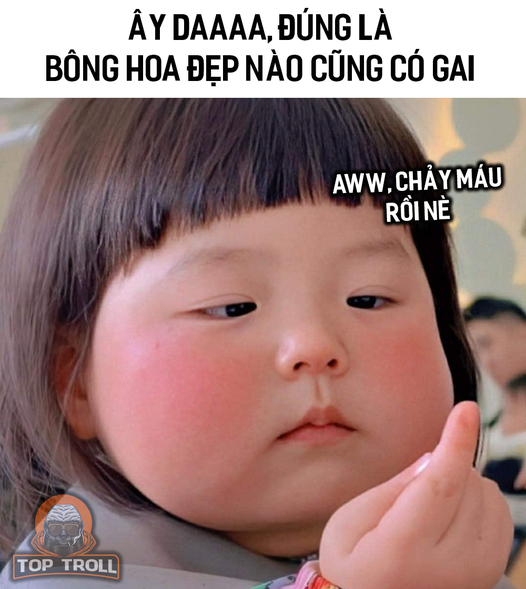 ÂY DAAAA, ĐÚNG LÀ
BÔNG HOA ĐẸP NÀO CŨNG CÓ GAI
AWW, CHẢY MÁU
RỒI NÈ
TOP TROLL